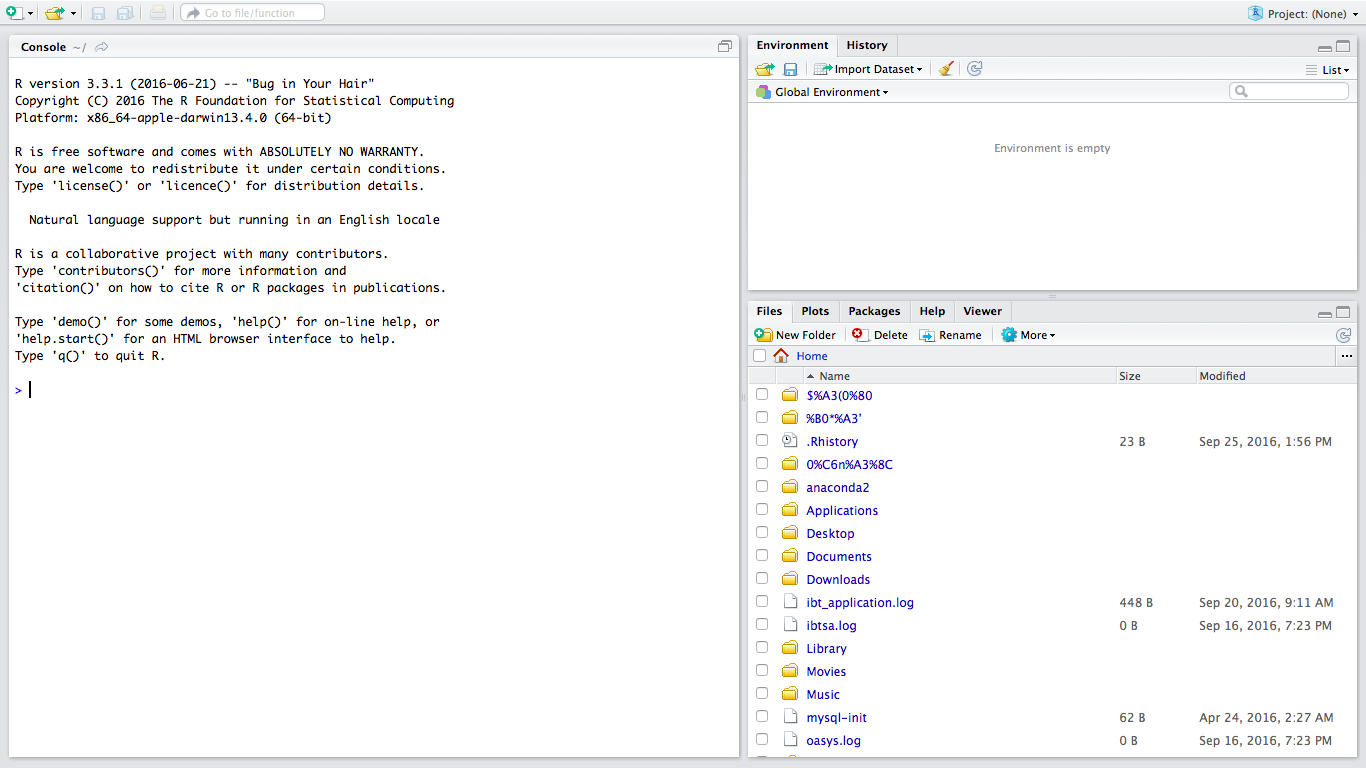 Go to file/function
Project: (None)
Console ~/
R version 3.3.1 (2016-06-21) -- "Bug in Your Hair"
Copyright (C) 2016 The R Foundation for Statistical Computing
Platform: x86_64-apple-darwin13.4.0 (64-bit)
R is free software and comes with ABSOLUTELY NO WARRANTY.
You are welcome to redistribute it under certain conditions.
Type 'license()' or 'licence()' for distribution details.
Natural language support but running in an English locale
R is a collaborative project with many contributors.
Type 'contributors()' for more information and
'citation()' on how to cite R or R packages in publications.
Type 'demo()' for some demos, 'help()' for on-line help, or
'help.start()' for an HTML browser interface to help.
Type 'q()' to quit R.
>
Environment History
Import Dataset List
Global Environment
Environment is empty
Files Plots Packages Help Viewer
New Folder Delete Rename More
Home ...
Name Size Modified
$%A3(0%80
%B0*%A3'
.Rhistory 23 B Sep 25, 2016, 1:56 PM
0%C6n%A3%8C
anaconda2
Applications
Desktop
Documents
Downloads
ibt_application.log 448 B Sep 20, 2016, 9:11 AM
ibtsa.log 0 B Sep 16, 2016, 7:23 PM
Library
Movies
Music
mysql-init 62 B Apr 24, 2016, 2:27 AM
oasys.log 0 B Sep 16, 2016, 7:23 PM